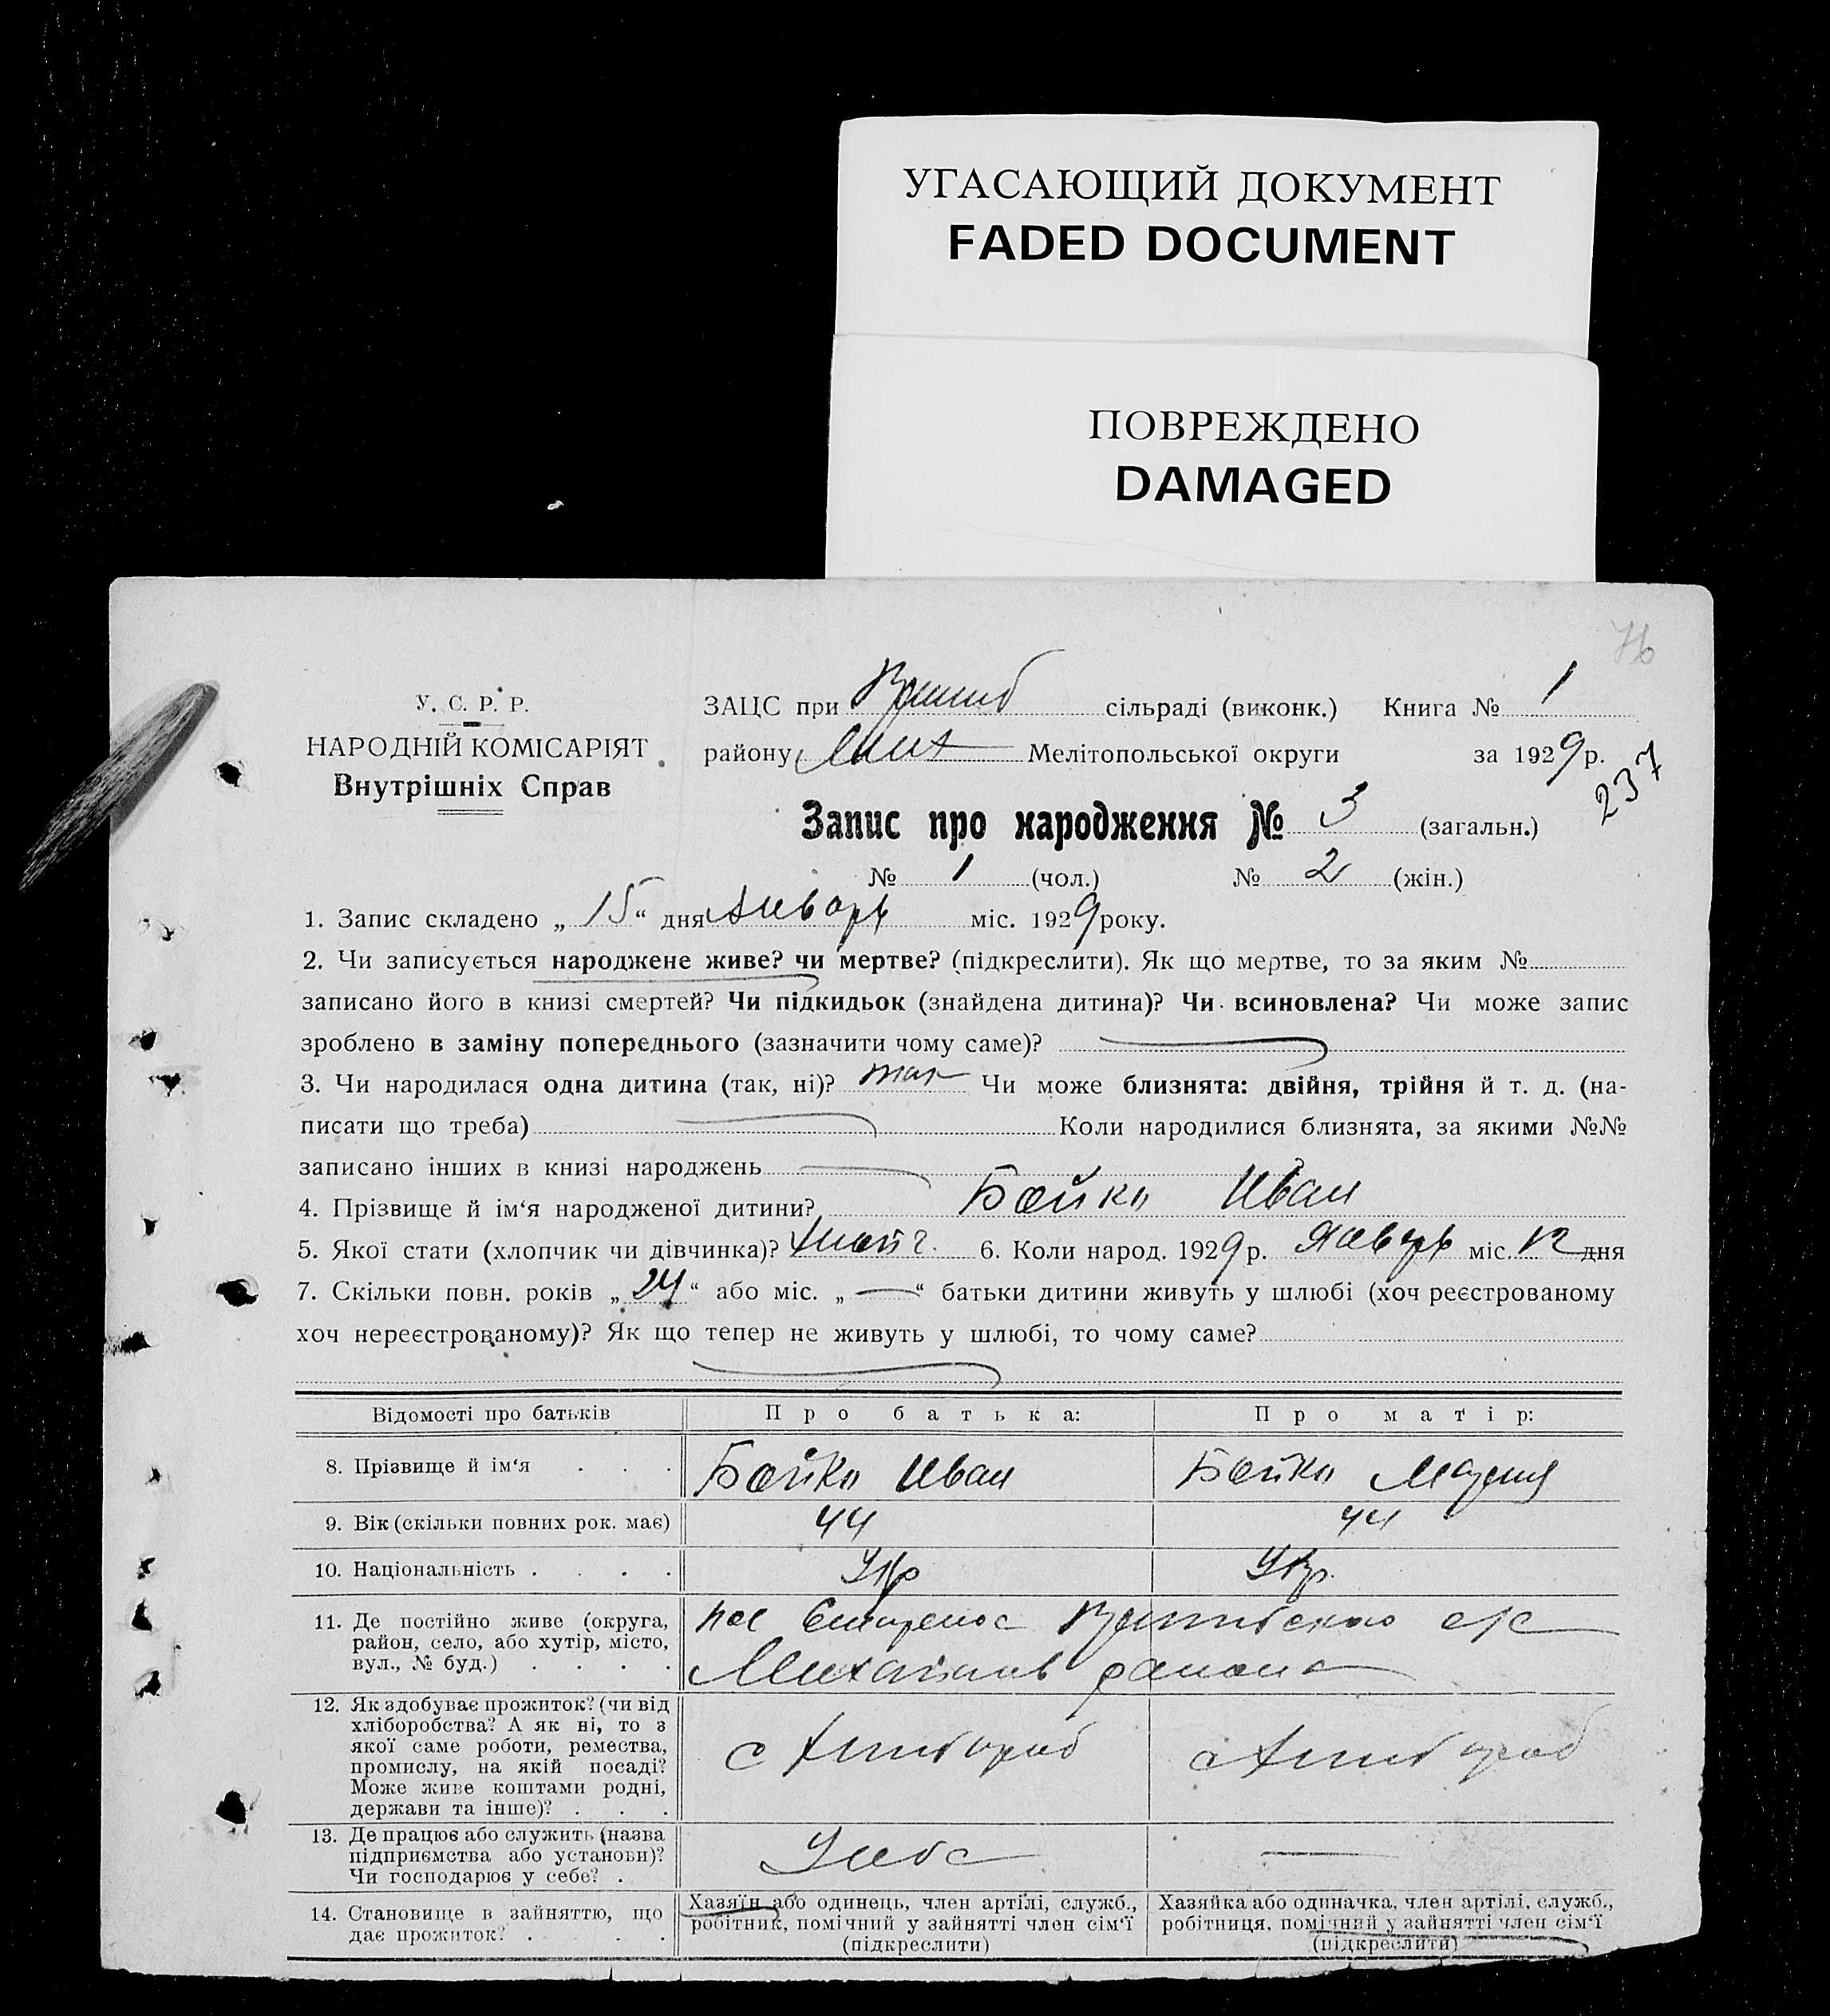 УГАСАЮЩИЙ ДОКУМЕНТ
FADED DOCUMENT
ПОВРЕЖДЕНО
DAMAGED
76
У. С. Р. Р.
НАРОДНІЙ КОМІСАРІЯТ
Внутрішніх Справ
ЗАЦС при сільраді (виконк.) Книга № 1
району Мих Мелітопольської округи за 1929 р.
237
Запис про народження № 3 (загальн.)
№ 1 (чол.) № 2 (жін.)
1. Запис складено „ 15 “ дня январь міс. 1929 року.
2. Чи записується народжене живе? чи мертве? (підкреслити). Як що мертве, то за яким №
записано його в книзі смертей? Чи підкидьок (знайдена дитина)? Чи всиновлена? Чи може запис
зроблено в заміну попереднього (зазначити чому саме)?
3. Чи народилася одна дитина (так, ні)? так Чи може близнята: двійня, трійня й т. д. (на-
писати що треба) Коли народилися близнята, за якими №№
записано інших в книзі народжень
4. Прізвище й ім‘я народженої дитини? Бойко Иван
5. Якої стати (хлопчик чи дівчинка)? 6. Коли народ. 1929 р. Январь міс. 12 дня
7. Скільки повн. років „ 24 “ або міс. „ — “ батьки дитини живуть у шлюбі (хоч реєстрованому
хоч нереєстрованому)? Як що тепер не живуть у шлюбі, то чому саме?
Відомості про батьків Про батька: Про матір:
8. Прізвище й ім‘я . . . Бойко Иван Бойко Мария
9. Вік (скільки повних рок. має) 44 44
10. Національність . . . . Укр Укр.
11. Де постійно живе (округа,
район, село, або хутір, місто,
вул., № буд.) . . . .
пос с/с
района
12. Як здобуває прожиток? (чи від
хліборобства? А як ні, то з
якої саме роботи, ремества,
промислу, на якій посаді?
Може живе коштами родні,
держави та інше)? . . .
с хлібороб с хлібороб
13. Де працює або служить (назва
підприємства або установи)?
Чи господарює у себе? .
У себе —
14. Становище в зайняттю, що
дає прожиток? . . . .
Хазяїн або одинець, член артілі, служб.,
робітник, помічний у зайнятті член сім‘ї
(підкреслити)
Хазяйка або одиначка, член артілі, служб.,
робітниця, помічний у зайнятті член сім‘ї
(підкреслити)